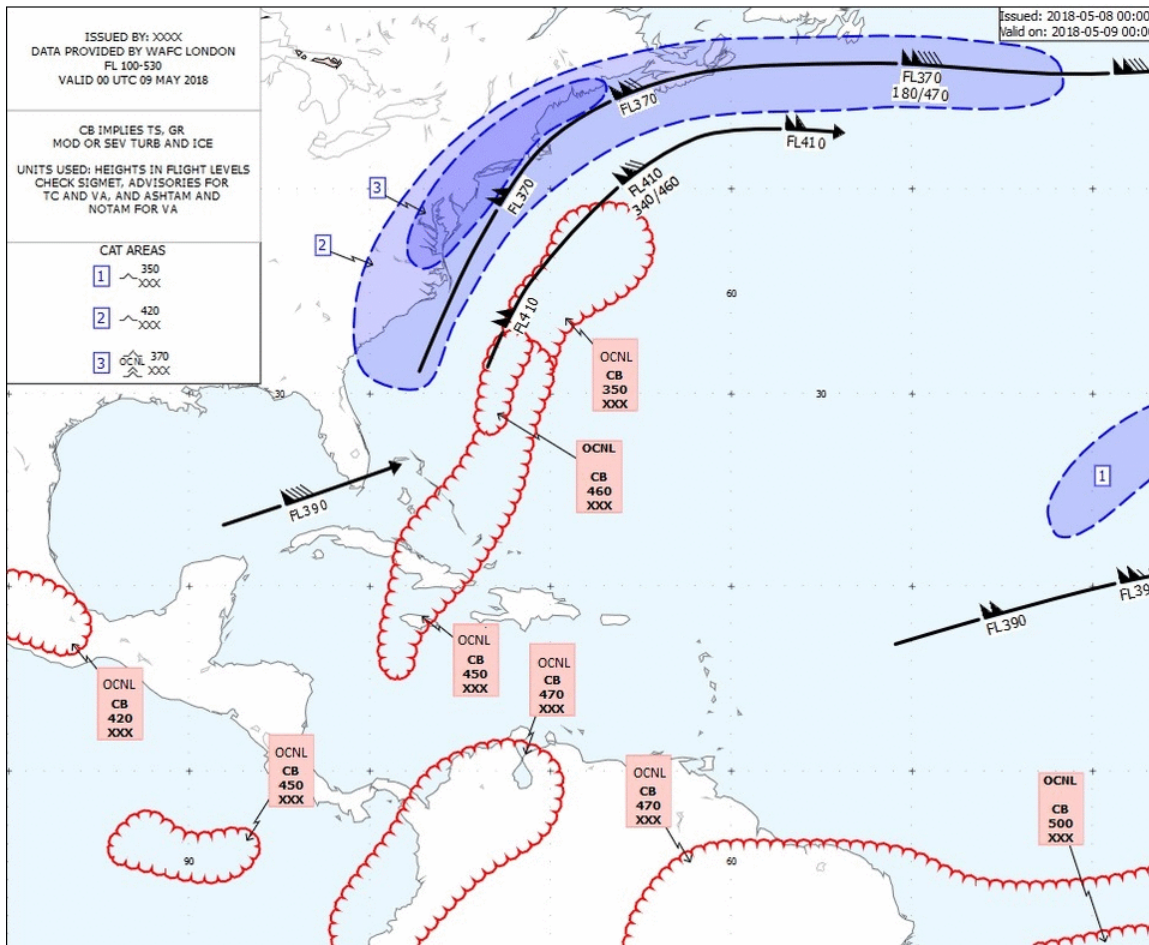 ISSUED BY: XXXX
DATA PROVIDED BY WAFC LONDON
FL 100-530
VALID 00 UTC 09 MAY 2018
CB IMPLIES TS, GR
MOD OR SEV TURB AND ICE
UNITS USED: HEIGHTS IN FLIGHT LEVELS
CHECK SIGMET, ADVISORIES FOR
TC AND VA, AND ASHTAM AND
NOTAM FOR VA
CAT AREAS
1 350
XXX
2 420
XXX
3 OCNL 370
XXX
Issued: 2018-05-08 00:00
Valid on: 2018-05-09 00:00
FL370
180/470
FL370
FL410
FL410
340/460
3
FL370
2
60
FL410
OCNL
CB
350
XXX
30
30
OCNL
CB
460
XXX
1
FL390
FL390
FL39
OCNL
CB
450
XXX
OCNL
CB
470
XXX
OCNL
CB
420
XXX
OCNL
CB
450
XXX
OCNL
CB
470
XXX
OCNL
CB
500
XXX
90
60